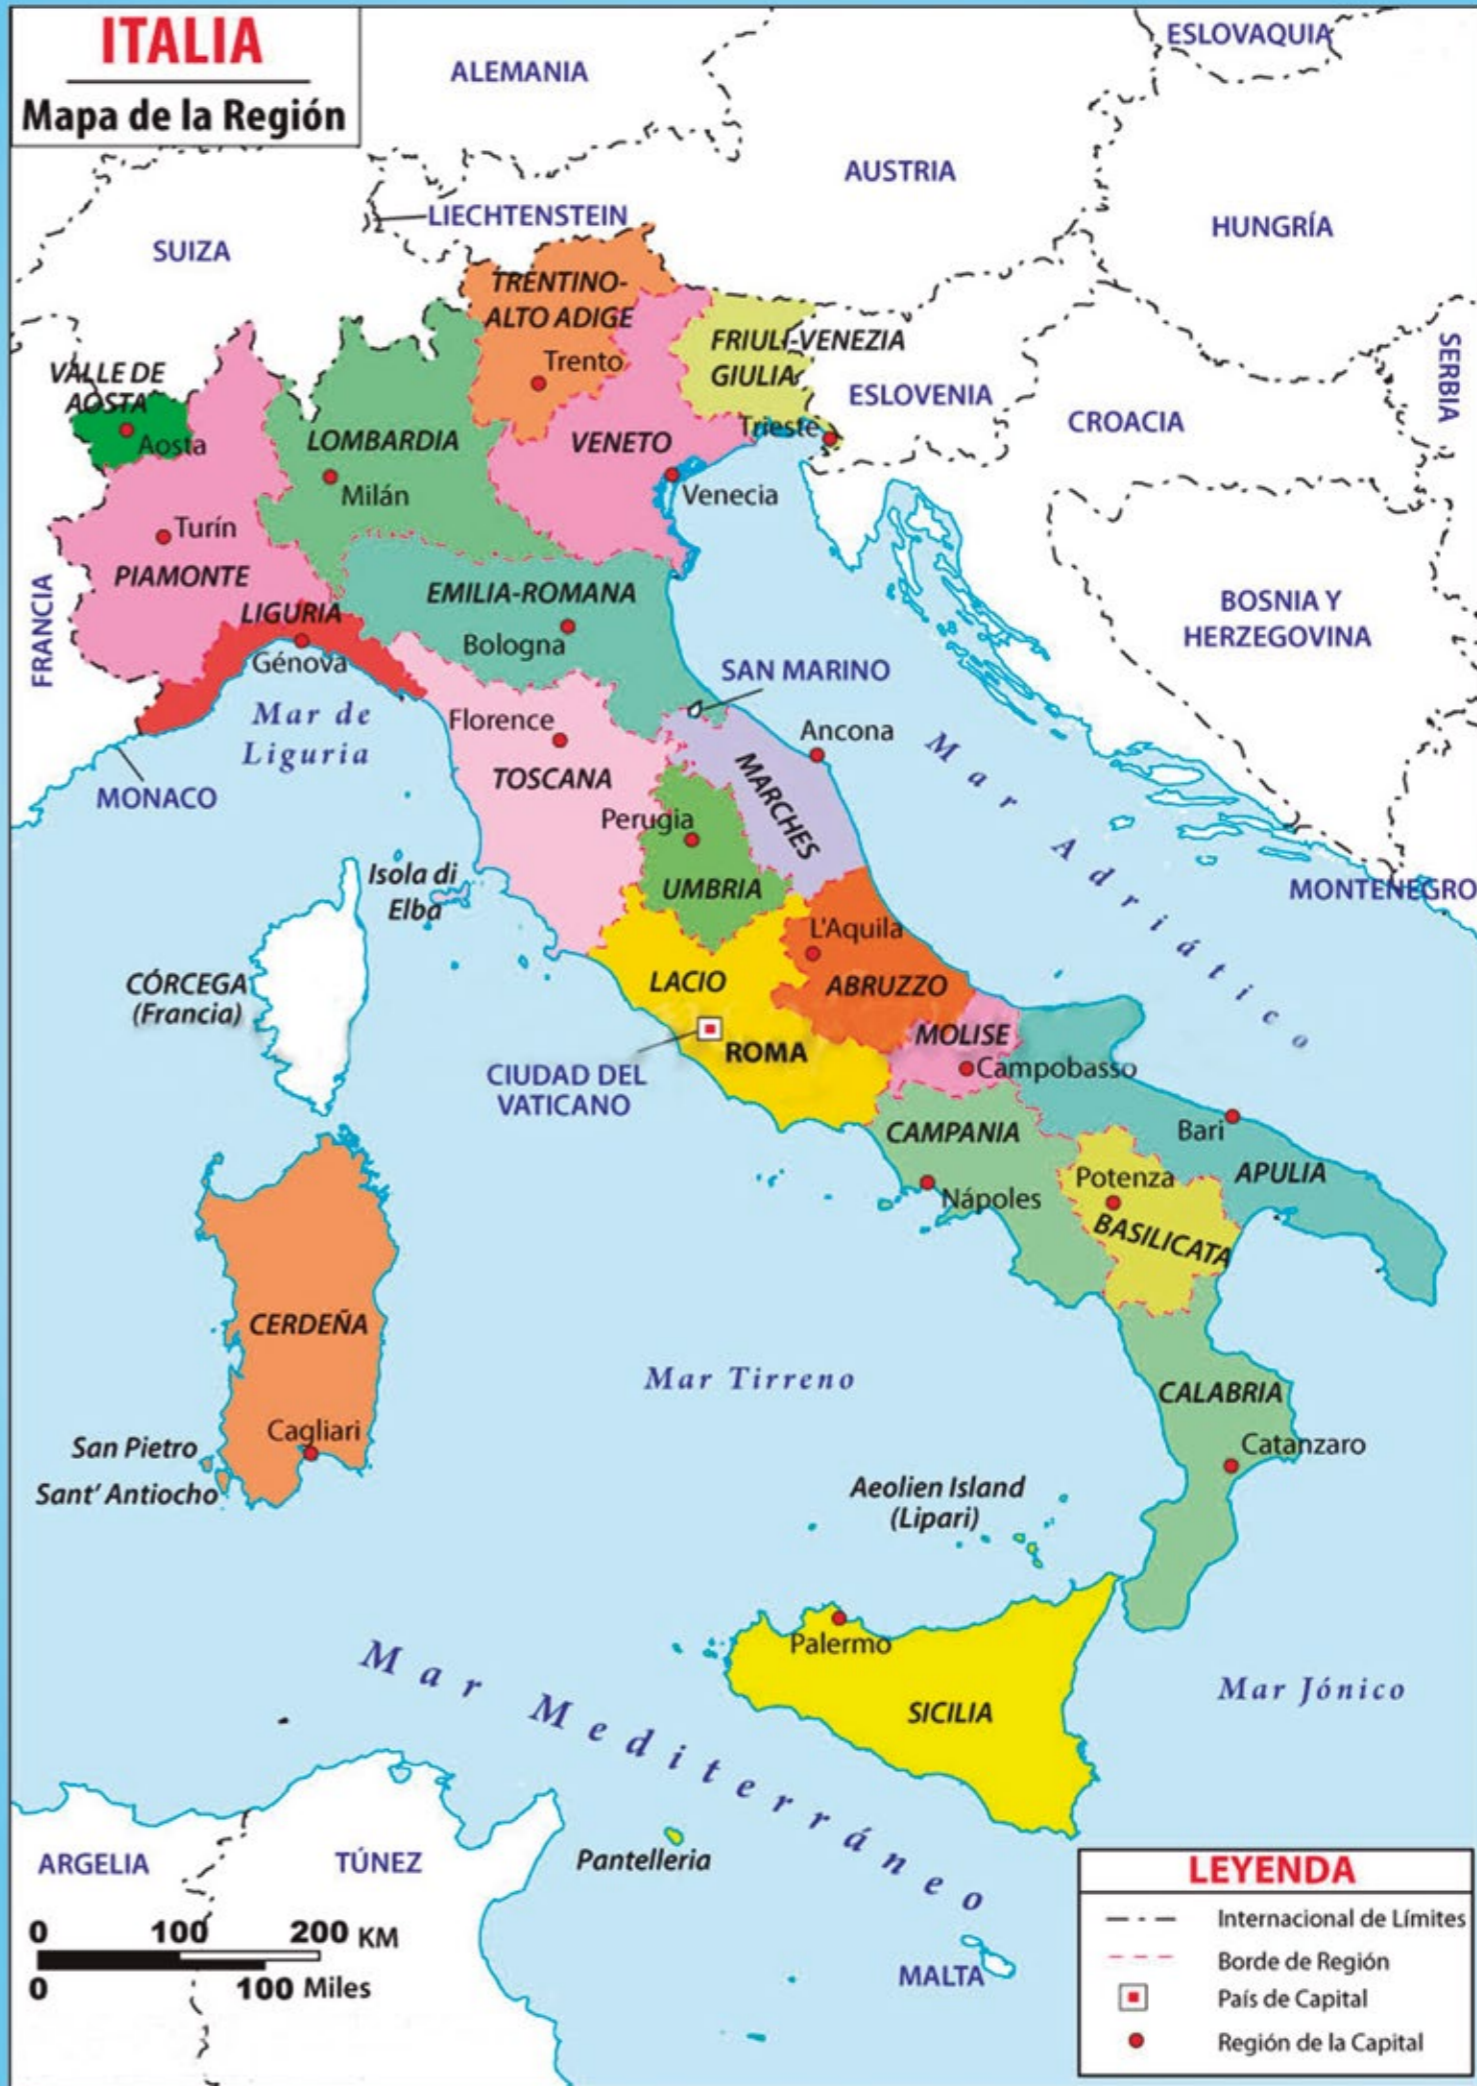 ITALIA
Mapa de la Región
ESLOVAQUIA
ALEMANIA
AUSTRIA
LIECHTENSTEIN
HUNGRÍA
SUIZA
TRENTINO-
ALTO ADIGE
Trento
FRIULI-VENEZIA
GIULIA
SERBIA
VALLE DE
AOSTA
Aosta
ESLOVENIA
CROACIA
Trieste
LOMBARDIA
VENETO
Milán
Venecia
Turín
PIAMONTE
FRANCIA
EMILIA-ROMANA
Bologna
LIGURIA
Génova
BOSNIA Y
HERZEGOVINA
SAN MARINO
Mar de
Liguria
Florence
Ancona
TOSCANA
MARCHES
MONACO
Mar Adriático
Perugia
UMBRIA
Isola di
Elba
MONTENEGRO
L'Aquila
CÓRCEGA
(Francia)
LACIO
ABRUZZO
MOLISE
ROMA
Campobasso
CIUDAD DEL
VATICANO
CAMPANIA
Bari
APULIA
Potenza
Nápoles
BASILICATA
CERDEÑA
Mar Tirreno
CALABRIA
Cagliari
Catanzaro
San Pietro
Sant' Antiocho
Aeolien Island
(Lipari)
Palermo
Mar Mediterráneo
SICILIA
Mar Jónico
ARGELIA
TÚNEZ
Pantelleria
MALTA
0 100 200 KM
0 100 Miles
LEYENDA
Internacional de Límites
Borde de Región
País de Capital
Región de la Capital